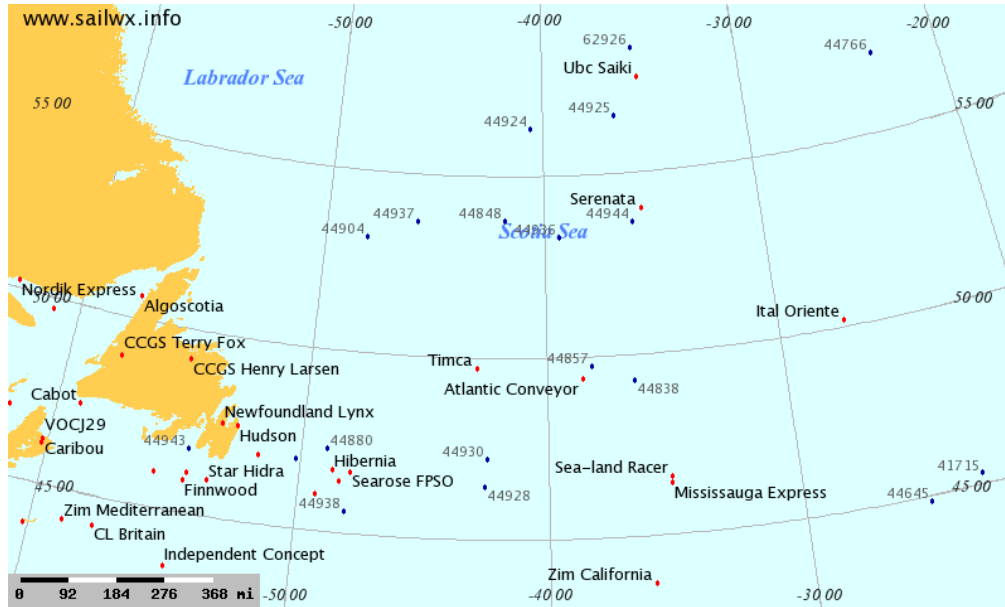 www.sailwx.info
-50 00
-40 00
-20 00
62926
44766
Ubc Saiki
Labrador Sea
55 00
55 00
44925
44924
Serenata
44937
44848
44944
44904
44936
Scotia Sea
Nordik Express
50 00
50 00
Algoscotia
Ital Oriente
CCGS Terry Fox
Timca
44857
CCGS Henry Larsen
Atlantic Conveyor
44838
Cabot
Newfoundland Lynx
VOCJ29
Hudson
44943
44880
Caribou
Hibernia
44930
Star Hidra
Sea-land Racer
41715
Searose FPSO
45 00
Finnwood
45 00
Mississauga Express
44938
44928
44645
Zim Mediterranean
CL Britain
Independent Concept
Zim California
0 92 184 276 368 mi
-50 00
-40 00
-30 00